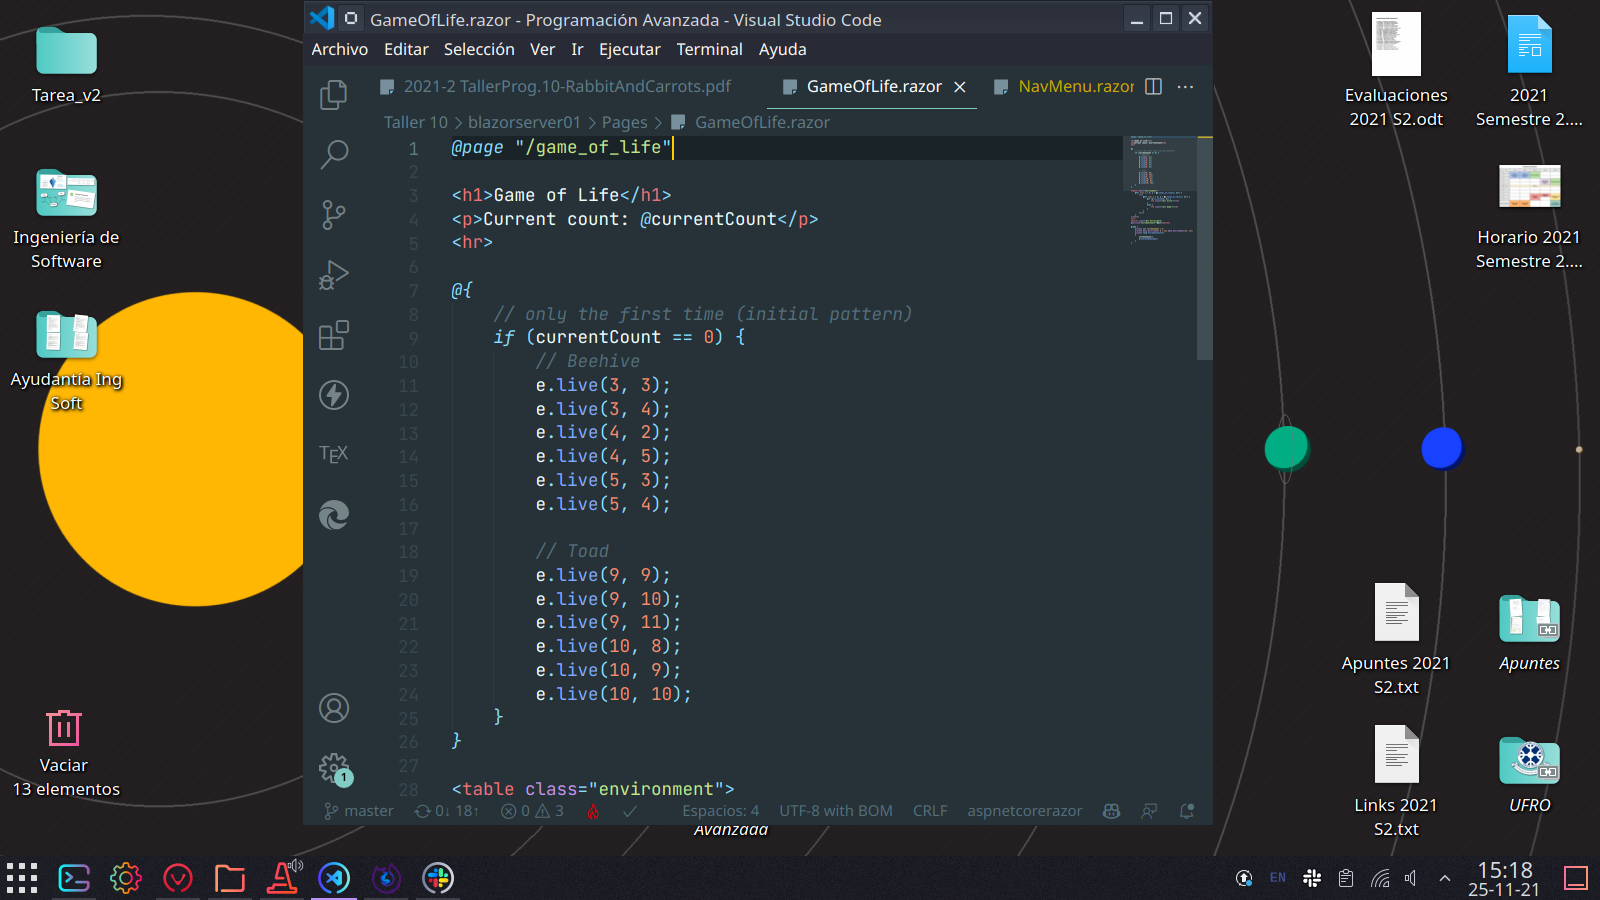 GameOfLife.razor - Programación Avanzada - Visual Studio Code
Archivo Editar Selección Ver Ir Ejecutar Terminal Ayuda
2021-2 TallerProg.10-RabbitAndCarrots.pdf GameOfLife.razor NavMenu.razor
Taller 10 > blazorserver01 > Pages > GameOfLife.razor
1 @page "/game_of_life"
2
3 <h1>Game of Life</h1>
4 <p>Current count: @currentCount</p>
5 <hr>
6
7 @{
8 // only the first time (initial pattern)
9 if (currentCount == 0) {
10 // Beehive
11 e.live(3, 3);
12 e.live(3, 4);
13 e.live(4, 2);
14 e.live(4, 5);
15 e.live(5, 3);
16 e.live(5, 4);
17
18 // Toad
19 e.live(9, 9);
20 e.live(9, 10);
21 e.live(9, 11);
22 e.live(10, 8);
23 e.live(10, 9);
24 e.live(10, 10);
25 }
26 }
27
28 <table class="environment">
TEX
1
master 0↓ 18↑ 0 3 Espacios: 4 UTF-8 with BOM CRLF aspnetcorerazor
Avanzada
Tarea_v2
Ingeniería de
Software
Ayudantía Ing
Soft
Vaciar
13 elementos
Evaluaciones
2021 S2.odt
2021
Semestre 2....
Horario 2021
Semestre 2....
Apuntes 2021
S2.txt
Apuntes
Links 2021
S2.txt
UFRO
EN
15:18
25-11-21